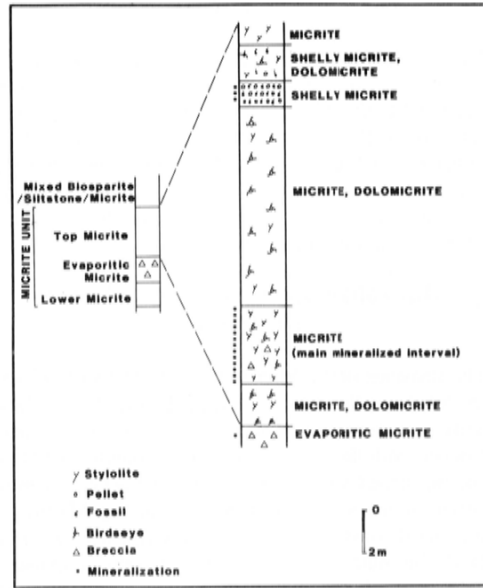 MICRITE
SHELLY MICRITE,
DOLOMICRITE
SHELLY MICRITE
MICRITE, DOLOMICRITE
MICRITE
(main mineralized interval)
MICRITE, DOLOMICRITE
EVAPORITIC MICRITE
Mixed Biosparite
/Siltstone/Micrite
MICRITE UNIT
Top Micrite
Evaporitic
Micrite
Lower Micrite
Stylolite
Pellet
Fossil
Birdseye
Breccia
Mineralization
0
2m